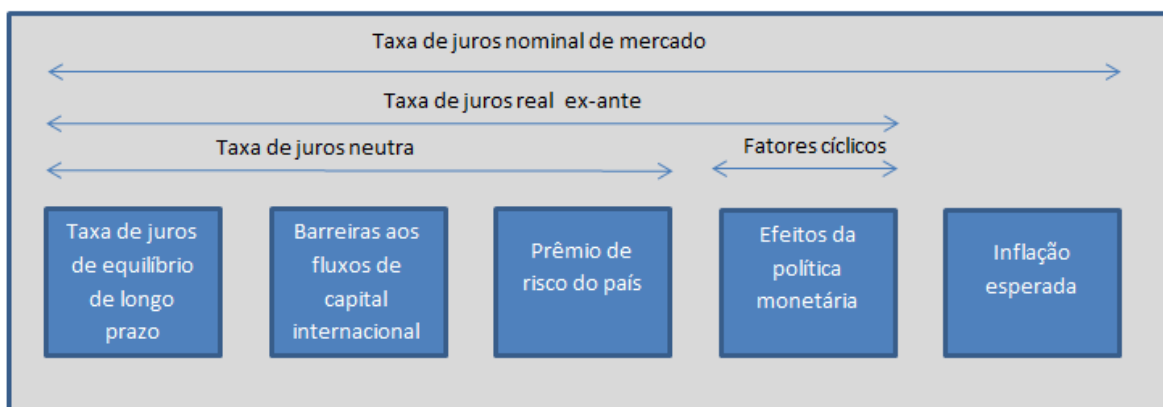 Taxa de juros nominal de mercado
Taxa de juros real ex-ante
Taxa de juros neutra
Fatores cíclicos
Taxa de juros
de equilíbrio
de longo
prazo
Barreiras aos
fluxos de
capital
internacional
Prêmio de
risco do país
Efeitos da
política
monetária
Inflação
esperada